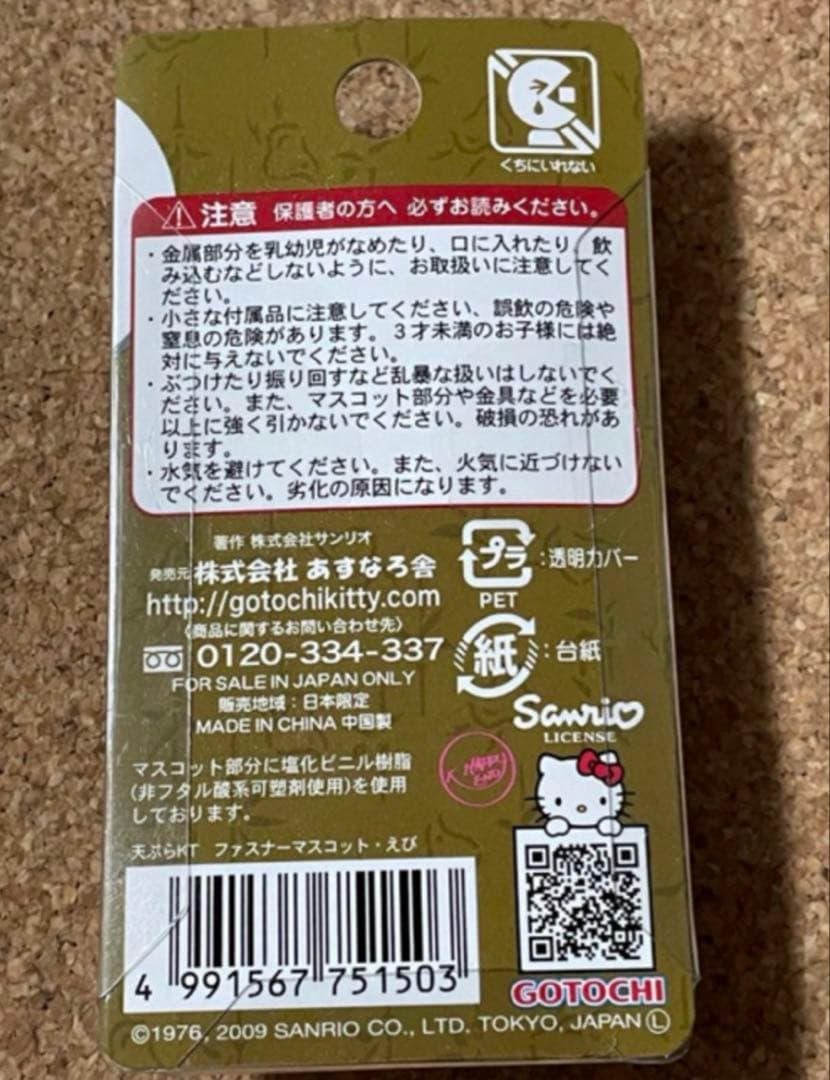 くちにいれない
注意 保護者の方へ 必ずお読みください。
・金属部分を乳幼児がなめたり、口に入れたり、飲
み込むなどしないように、お取扱いに注意してく
ださい。
・小さな付属品に注意してください、誤飲の危険や
窒息の危険があります。3才未満のお子様には絶
対に与えないでください。
・ぶつけたり振り回すなど乱暴な扱いはしないでく
ださい。また、マスコット部分や金具などを必要
以上に強く引かないでください。破損の恐れがあ
ります。
・水気を避けてください。また、火気に近づけない
でください。劣化の原因になります。
著作 株式会社サンリオ
発売元 株式会社 あすなろ舎
http://gotochikitty.com
〈商品に関するお問い合わせ先〉
0120-334-337
FOR SALE IN JAPAN ONLY
販売地域：日本限定
MADE IN CHINA 中国製
プラ：透明カバー
PET
紙：台紙
Sanrio
LICENSE
マスコット部分に塩化ビニル樹脂
(非フタル酸系可塑剤使用)を使用
しております。
天ぷらKT ファスナーマスコット・えび
4 991567 751503
GOTOCHI
©1976, 2009 SANRIO CO., LTD. TOKYO, JAPAN Ⓛ